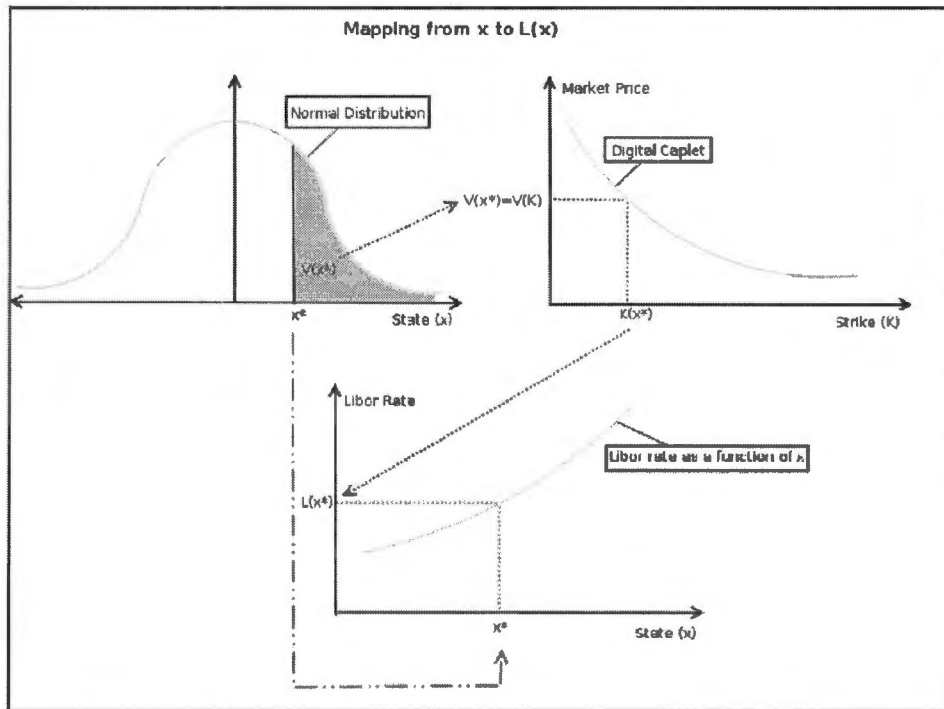 Mapping from x to L(x)
Normal Distribution
V(x*)
x*
State (x)
Market Price
Digital Caplet
V(x*)=V(K)
K(x*)
Strike (K)
Libor Rate
Libor rate as a function of x
L(x*)
x*
State (x)